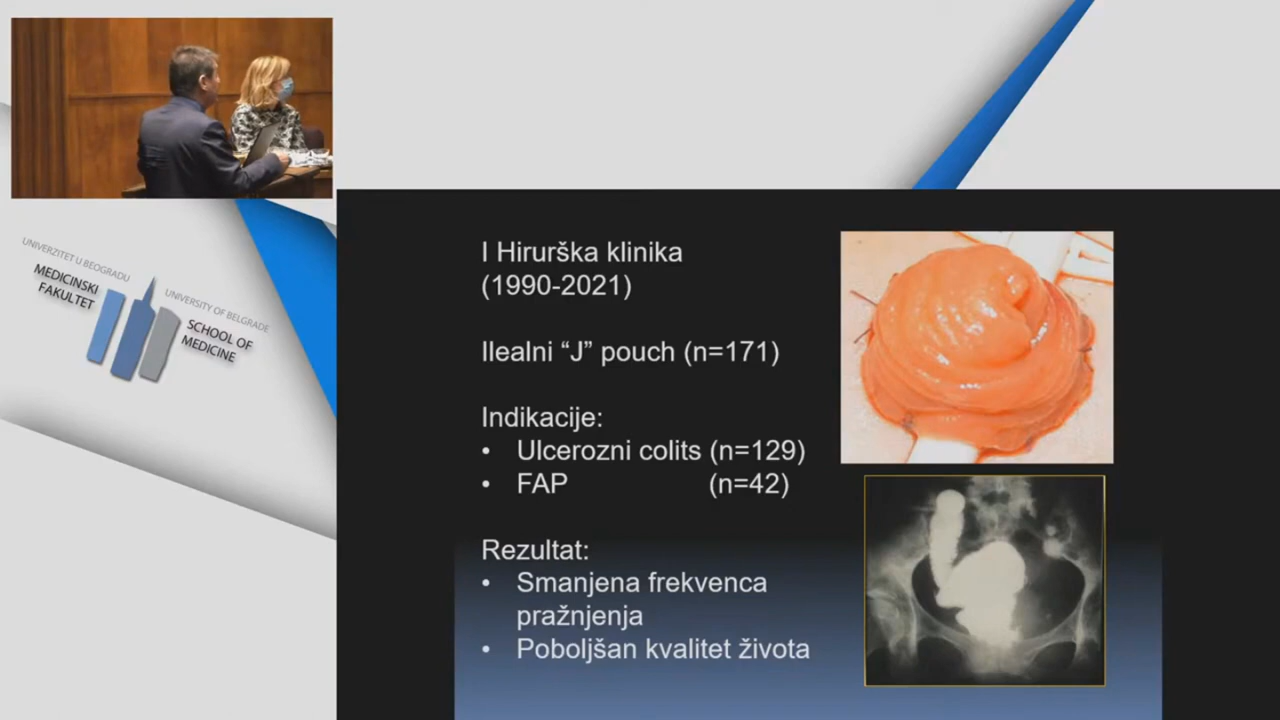 UNIVERZITET U BEOGRADU
MEDICINSKI
FAKULTET
UNIVERSITY OF BELGRADE
SCHOOL OF
MEDICINE
I Hirurška klinika
(1990-2021)
Ilealni “J” pouch (n=171)
Indikacije:
• Ulcerozni colits (n=129)
• FAP (n=42)
Rezultat:
• Smanjena frekvenca
pražnjenja
• Poboljšan kvalitet života